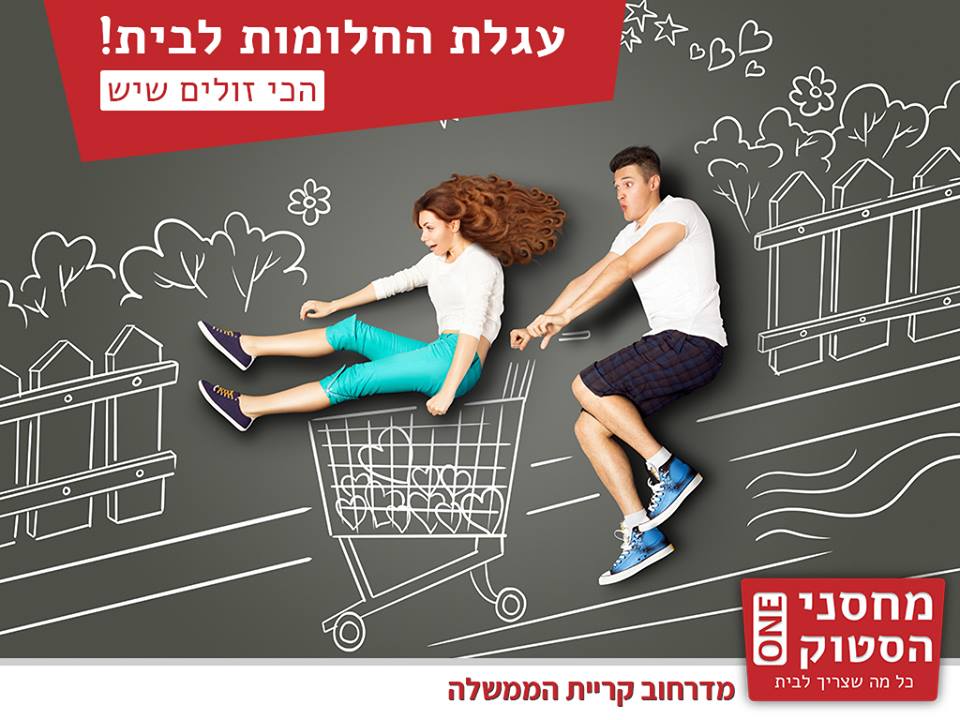 עגלת החלומות לבית!
הכי זולים שיש
מחסני
הסטוק
ONE
כל מה שצריך לבית
מדרחוב קריית הממשלה